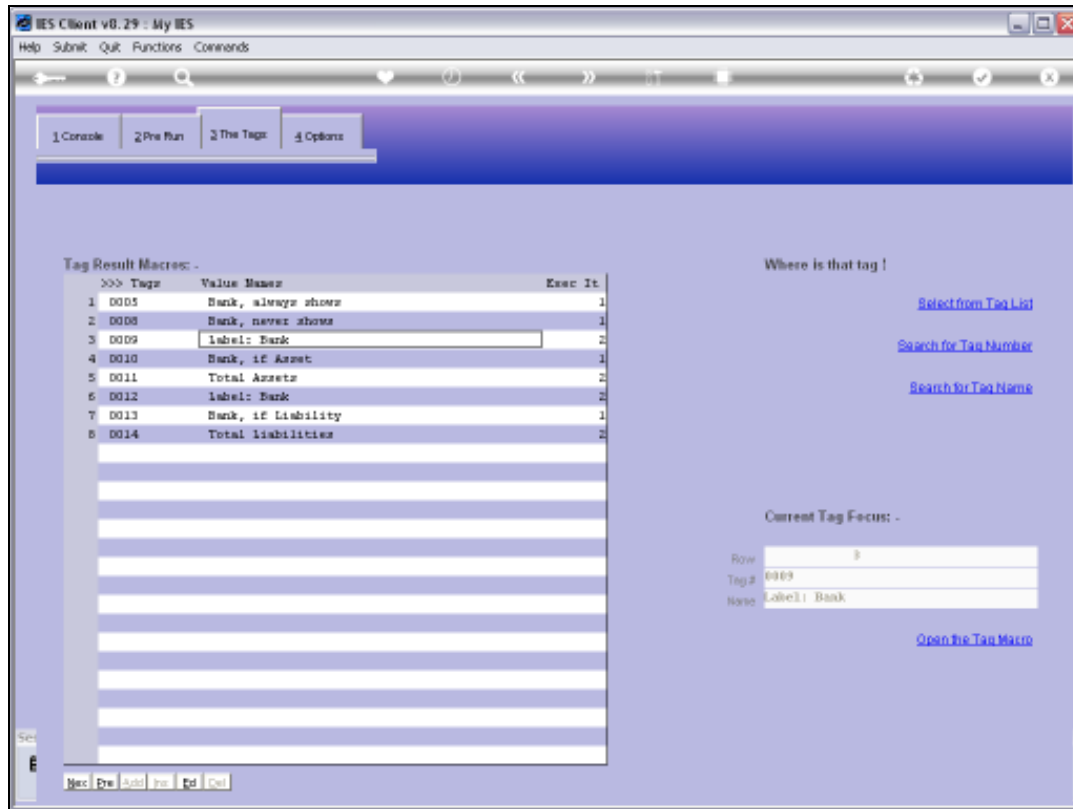 IES Client v8.29 : My IES
Help Submit Quit Functions Commands
1 Console 2 Pre Run 3 The Tags 4 Options
Tag Result Macros: -
>>> Tags Value Names Exec It
1 0005 Bank, always shows 1
2 0008 Bank, never shows 1
3 0009 label: Bank 2
4 0010 Bank, if Asset 1
5 0011 Total Assets 2
6 0012 label: Bank 2
7 0013 Bank, if Liability 1
8 0014 Total liabilities 2
Where is that tag !
Select from Tag List
Search for Tag Number
Search for Tag Name
Current Tag Focus: -
Row 3
Tag # 0009
Name Label: Bank
Open the Tag Macro
Nex Pre Add Ins Ed Del